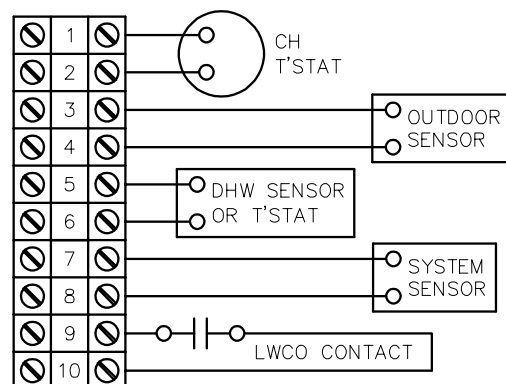 1
CH
T'STAT
2
3
OUTDOOR
SENSOR
4
5
DHW SENSOR
OR T'STAT
6
7
SYSTEM
SENSOR
8
9
LWCO CONTACT
10